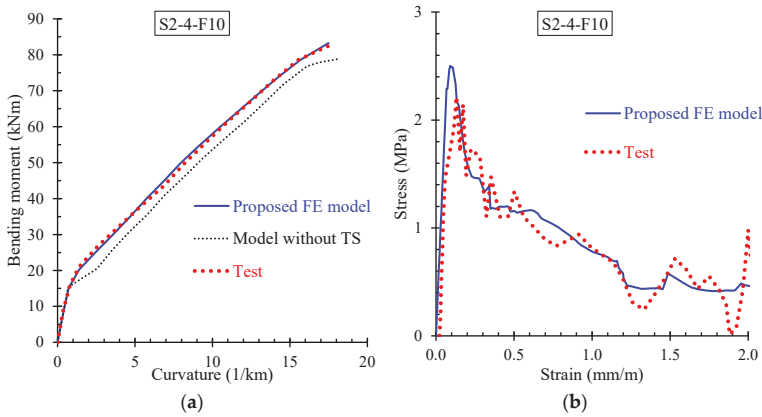 S2-4-F10
90
80
70
60
50
40
30
20
10
0
Bending moment (kNm)
Proposed FE model
Model without TS
Test
0 5 10 15 20
Curvature (1/km)
(a)
S2-4-F10
3
2
1
0
Stress (MPa)
Proposed FE model
Test
0.0 0.5 1.0 1.5 2.0
Strain (mm/m)
(b)